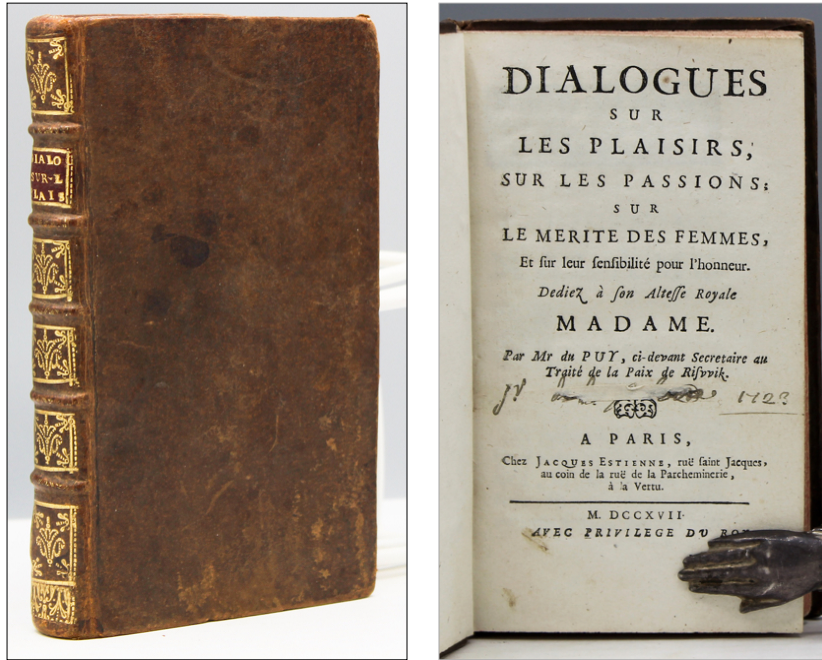 DIALO
SUR·L
PLAIS
DIALOGUES
SUR
LES PLAISIRS,
SUR LES PASSIONS;
SUR
LE MERITE DES FEMMES,
Et ſur leur ſenſibilité pour l'honneur.
Dediez à ſon Alteſſe Royale
MADAME.
Par Mr du PUY, ci-devant Secretaire au
Traité de la Paix de Riſvvik.
1723
A PARIS,
Chez JACQUES ESTIENNE, ruë ſaint Jacques,
au coin de la ruë de la Parcheminerie,
à la Vertu.
M. DCCXVII.
AVEC PRIVILEGE DU ROY